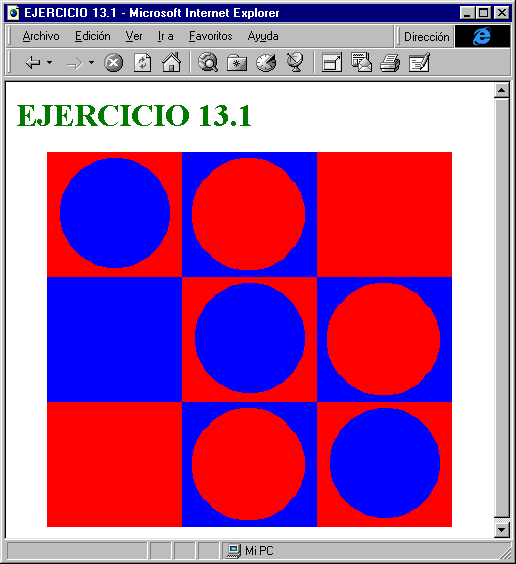 EJERCICIO 13.1 - Microsoft Internet Explorer
Archivo Edición Ver Ir a Favoritos Ayuda Dirección
EJERCICIO 13.1
Mi PC